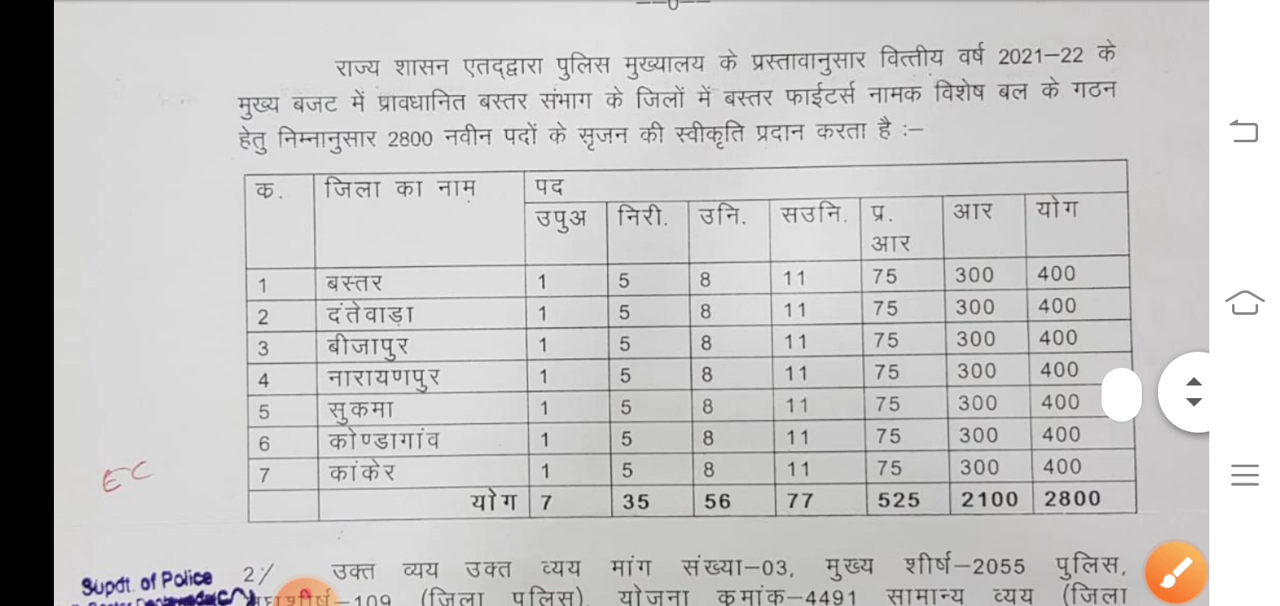 राज्य शासन एतद्द्वारा पुलिस मुख्यालय के प्रस्तावानुसार वित्तीय वर्ष 2021–22 के
मुख्य बजट में प्रावधानित बस्तर संभाग के जिलों में बस्तर फाईटर्स नामक विशेष बल के गठन
हेतु निम्नानुसार 2800 नवीन पदों के सृजन की स्वीकृति प्रदान करता है :–
क. जिला का नाम पद
उपुअ निरी. उनि. सउनि. प्र. आर योग
आर
1 बस्तर 1 5 8 11 75 300 400
2 दंतेवाड़ा 1 5 8 11 75 300 400
3 बीजापुर 1 5 8 11 75 300 400
4 नारायणपुर 1 5 8 11 75 300 400
5 सुकमा 1 5 8 11 75 300 400
6 कोण्डागांव 1 5 8 11 75 300 400
7 कांकेर 1 5 8 11 75 300 400
योग 7 35 56 77 525 2100 2800
EC
2/ उक्त व्यय उक्त व्यय मांग संख्या–03, मुख्य शीर्ष–2055 पुलिस,
Supdt. of Police
शीर्ष–109 (जिला पुलिस), योजना कमांक–4491 सामान्य व्यय (जिला